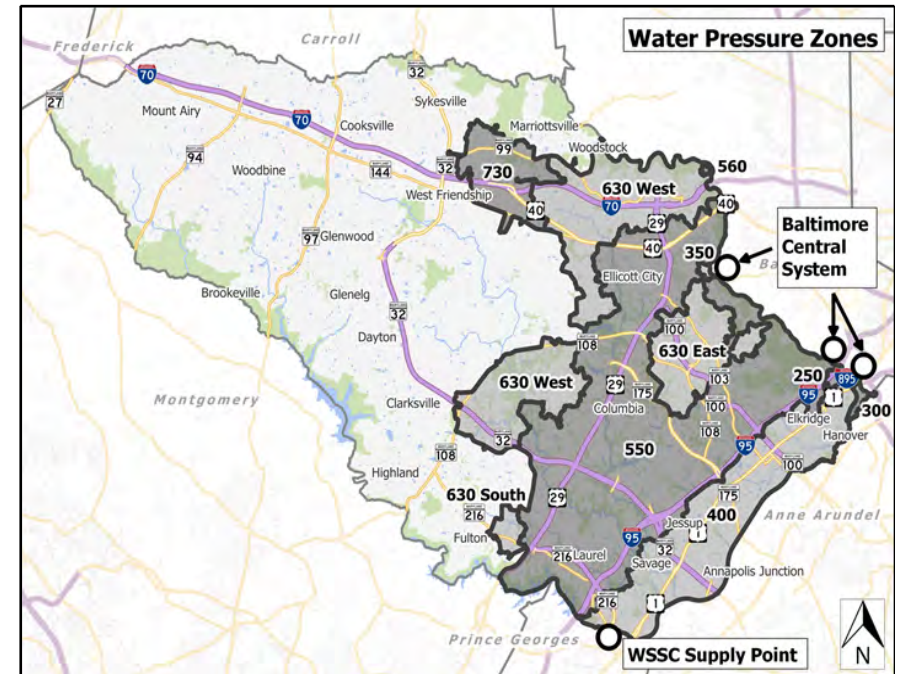 Water Pressure Zones
Frederick
Carroll
70
32
27
Sykesville
Mount Airy
70
Cooksville
Marriottsville
99
Woodstock
94
730
560
Woodbine
144
32
630 West
West Friendship
70
40
40
29
Baltimore
Central
System
97
Glenwood
40
350
Ba
Ellicott City
Brookeville
Glenelg
32
100
Dayton
108
630 East
630 West
29
175
103
250
895
95
1
300
Montgomery
Clarksville
Columbia
100
Elkridge
32
108
Hanover
108
550
95
100
Highland
175
630 South
29
400
Anne Arundel
216
Jessup
1
Fulton
95
32
216
Laurel
Savage
Annapolis Junction
216
1
Prince Georges
WSSC Supply Point
N